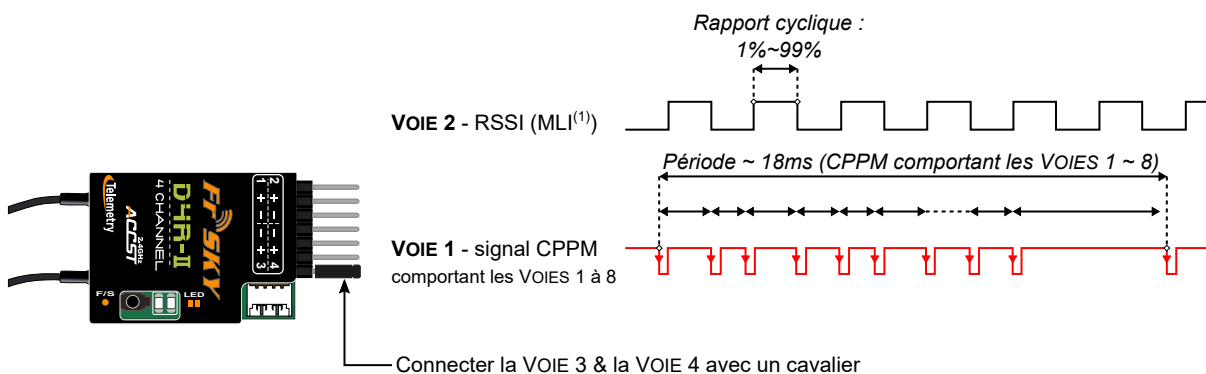 Rapport cyclique :
1%~99%
VOIE 2 - RSSI (MLI(1))
Période ~ 18ms (CPPM comportant les VOIES 1 ~ 8)
VOIE 1 - signal CPPM
comportant les VOIES 1 à 8
Connecter la VOIE 3 & la VOIE 4 avec un cavalier
Telemetry
ACCST
2.4GHz
4 CHANNEL
D4R-II
FrSKY
1 + - - + 3
2 + - - + 4
F/S
LED